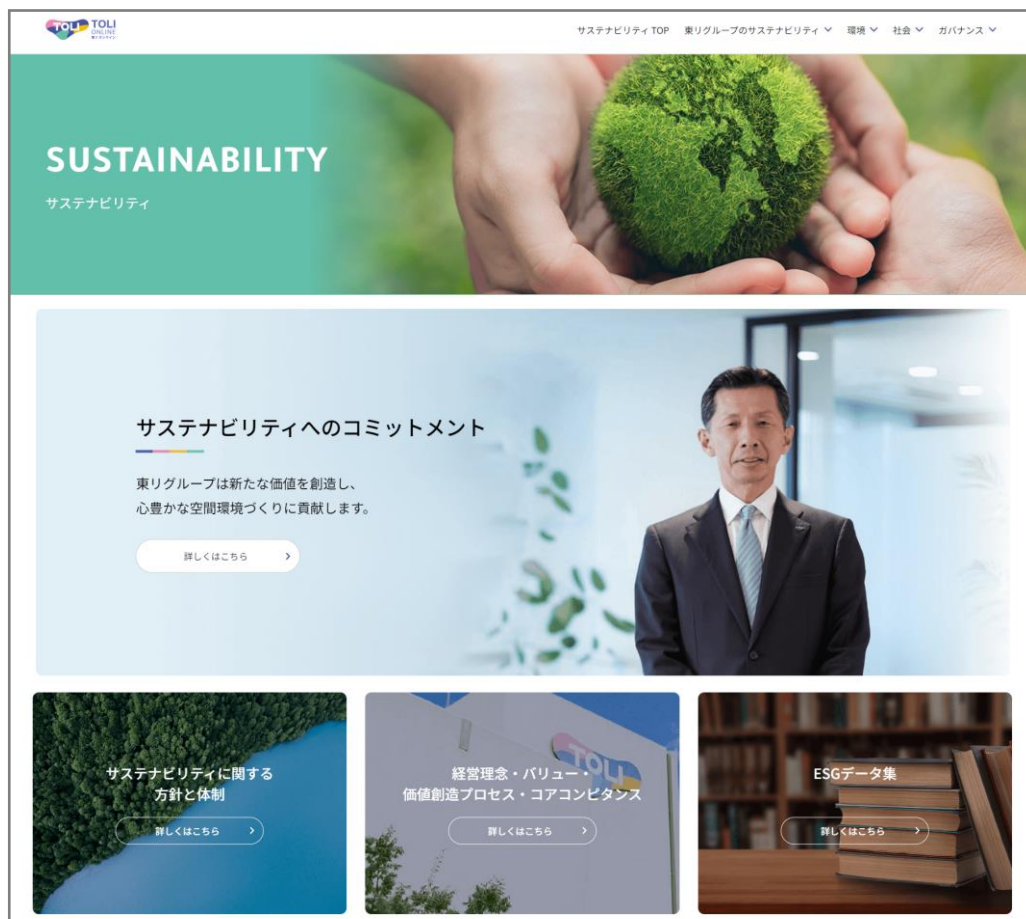 TOLI TOLI
ONLINE
東リオンライン
サステナビリティ TOP 東リグループのサステナビリティ 環境 社会 ガバナンス
SUSTAINABILITY
サステナビリティ
サステナビリティへのコミットメント
東リグループは新たな価値を創造し、
心豊かな空間環境づくりに貢献します。
詳しくはこちら
サステナビリティに関する
方針と体制
詳しくはこちら
TOLI
経営理念・バリュー・
価値創造プロセス・コアコンピタンス
詳しくはこちら
ESGデータ集
詳しくはこちら